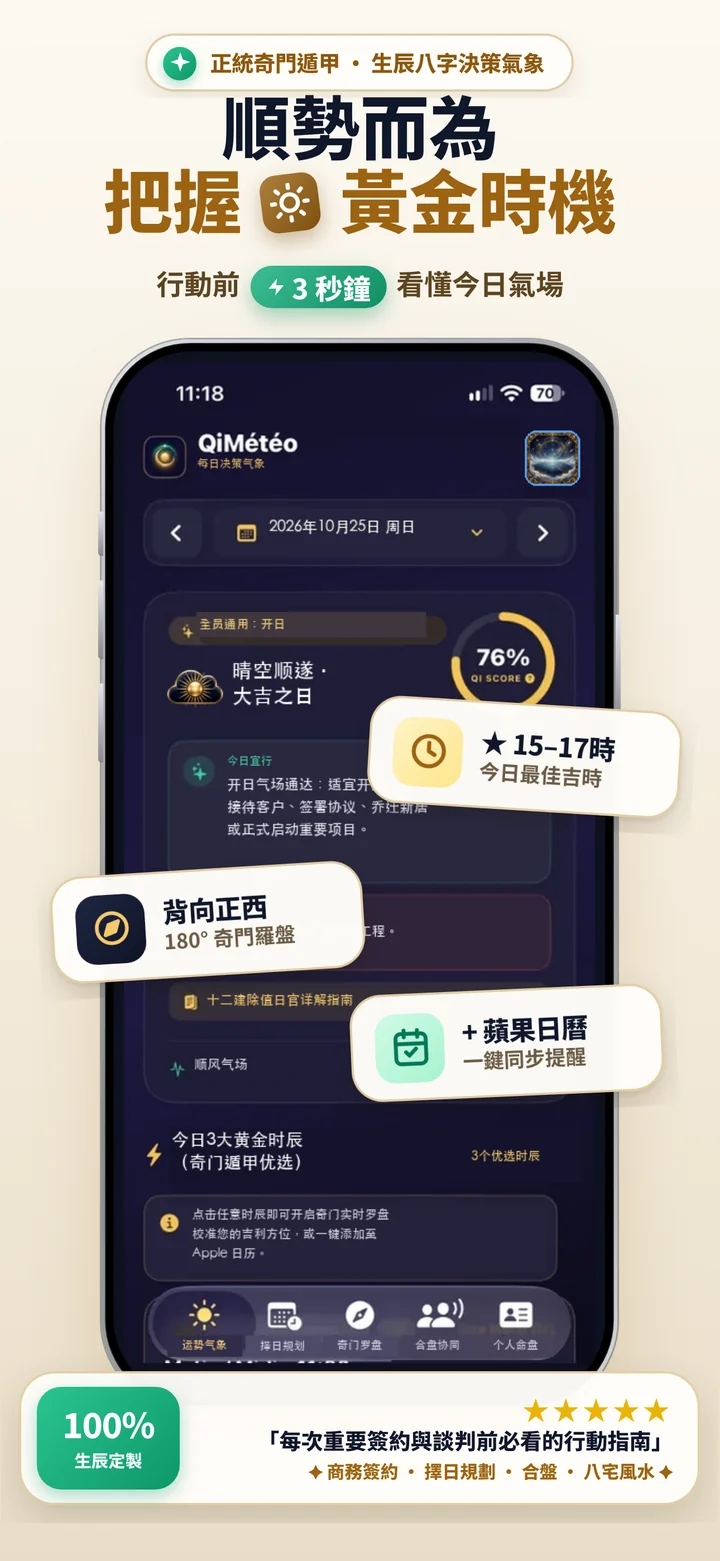 正統奇門遁甲 • 生辰八字決策氣象
順勢而為
把握 黃金時機
行動前 3 秒鐘 看懂今日氣場
11:18
70
QiMétéo
每日决策气象
2026年10月25日 周日
全员通用：开日
76%
QI SCORE ?
晴空顺遂·
大吉之日
★ 15–17時
今日最佳吉時
今日宜行
开日气场通达：适宜开
接待客户、签署协议、乔迁新居
或正式启动重要项目。
背向正西
180° 奇門羅盤
工程。
十二建除值日官详解指南
+ 蘋果日曆
一鍵同步提醒
顺风气场
今日3大黄金时辰
（奇门遁甲优选）
3个优选时辰
点击任意时辰即可开启奇门实时罗盘
校准您的吉利方位，或一键添加至
Apple 日历。
运势气象
择日规划
奇门罗盘
合盘协同
个人命盘
100%
生辰定製
★★★★★
「每次重要簽約與談判前必看的行動指南」
✦ 商務簽約 • 擇日規劃 • 合盤 • 八宅風水 ✦